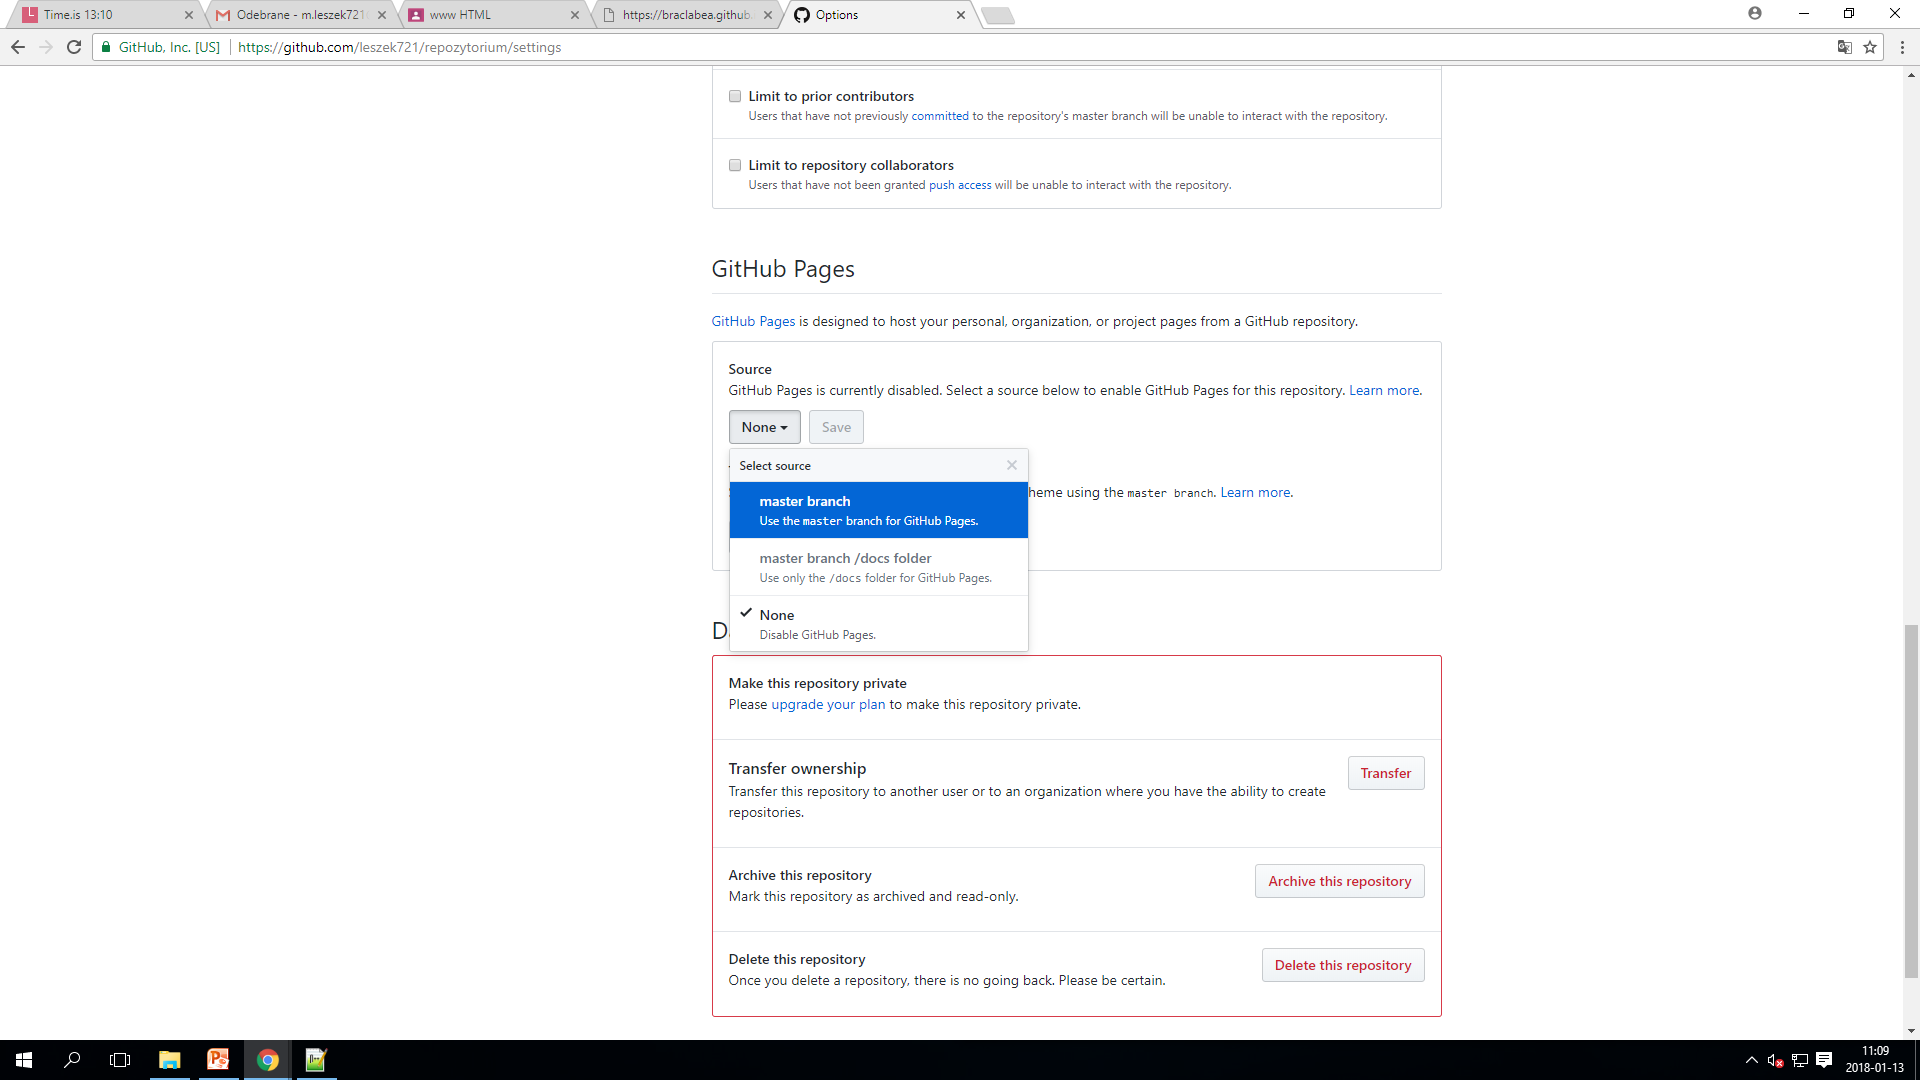 Time.is 13:10
Odebrane - m.leszek721
www HTML
https://braclabea.github.
Options
GitHub, Inc. [US]
https://github.com/leszek721/repozytorium/settings
Limit to prior contributors
Users that have not previously committed to the repository's master branch will be unable to interact with the repository.
Limit to repository collaborators
Users that have not been granted push access will be unable to interact with the repository.
GitHub Pages
GitHub Pages is designed to host your personal, organization, or project pages from a GitHub repository.
Source
GitHub Pages is currently disabled. Select a source below to enable GitHub Pages for this repository. Learn more.
None
Save
Select source
master branch
heme using the master branch. Learn more.
Use the master branch for GitHub Pages.
master branch /docs folder
Use only the /docs folder for GitHub Pages.
None
Disable GitHub Pages.
Make this repository private
Please upgrade your plan to make this repository private.
Transfer ownership
Transfer
Transfer this repository to another user or to an organization where you have the ability to create
repositories.
Archive this repository
Archive this repository
Mark this repository as archived and read-only.
Delete this repository
Delete this repository
Once you delete a repository, there is no going back. Please be certain.
11:09
2018-01-13